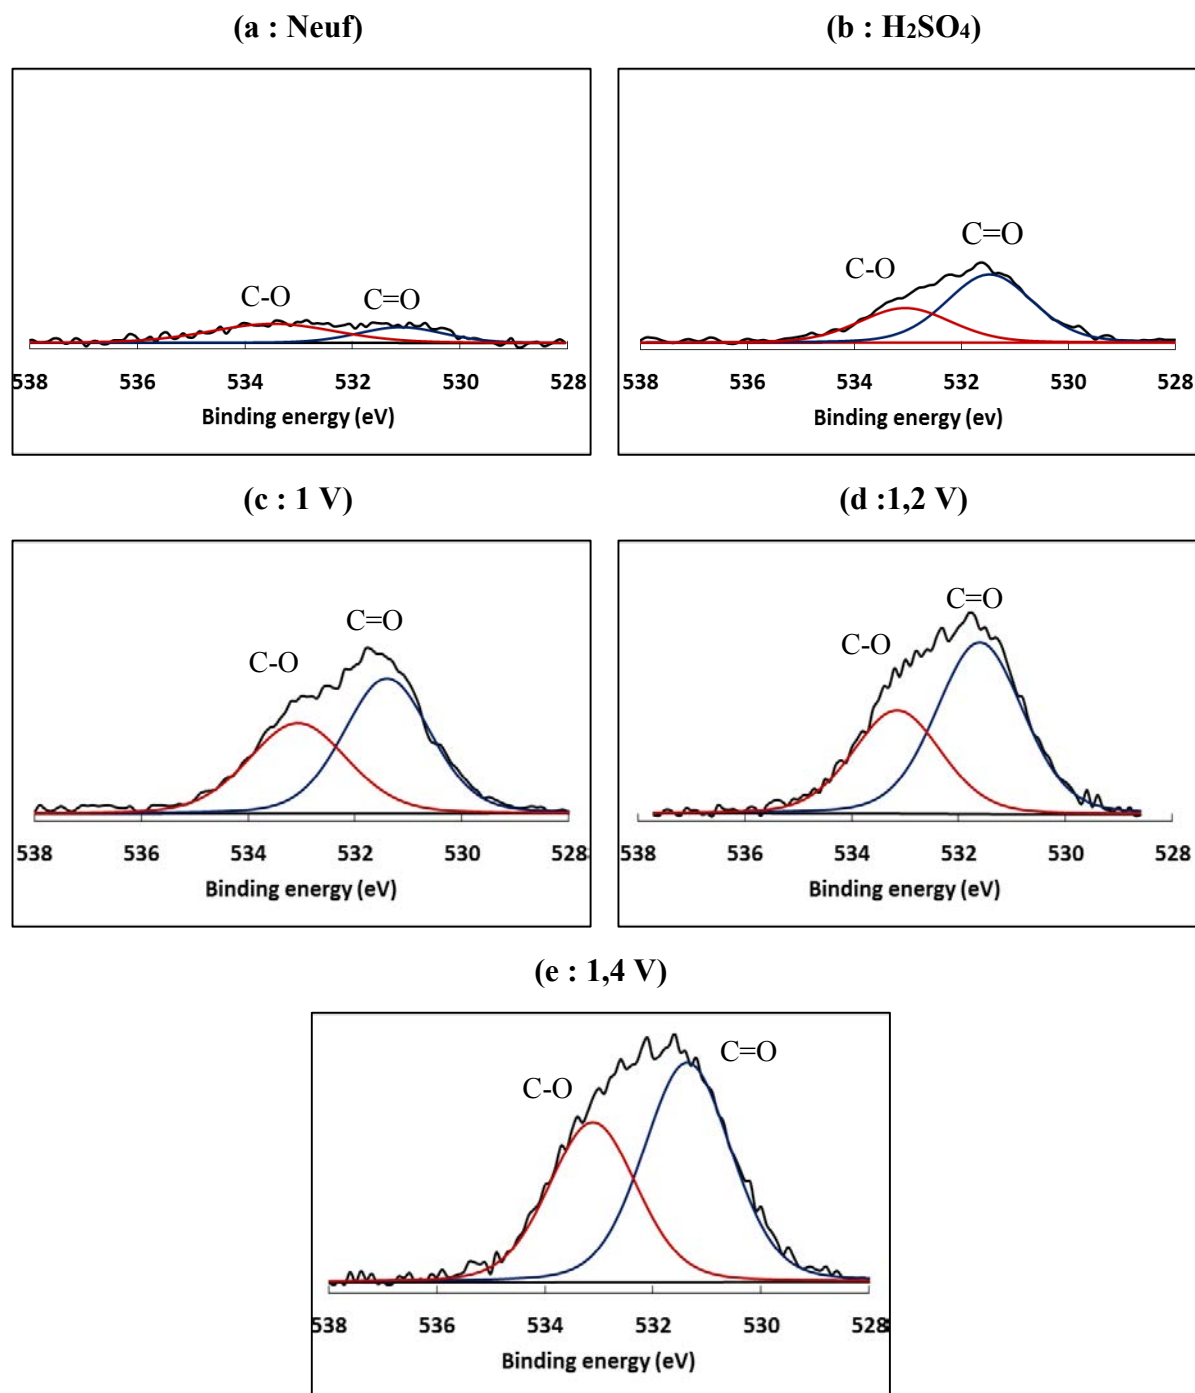 (a : Neuf)
C-O
C=O
538 536 534 532 530 528
Binding energy (eV)
(b : H₂SO₄)
C=O
C-O
538 536 534 532 530 528
Binding energy (ev)
(c : 1 V)
C=O
C-O
538 536 534 532 530 528
Binding energy (eV)
(d :1,2 V)
C=O
C-O
538 536 534 532 530 528
Binding energy (eV)
(e : 1,4 V)
C=O
C-O
538 536 534 532 530 528
Binding energy (eV)